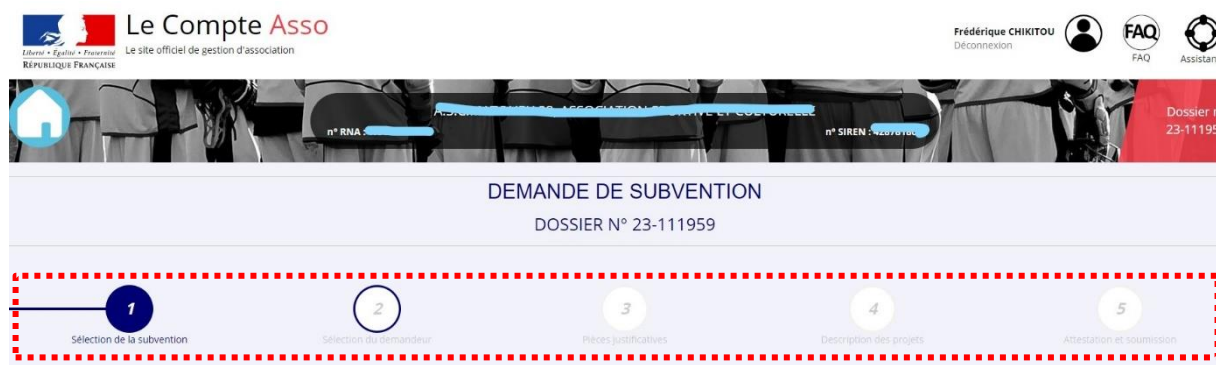 Le Compte Asso
Le site officiel de gestion d'association
Liberté • Égalité • Fraternité
RÉPUBLIQUE FRANÇAISE
Frédérique CHIKITOU
Déconnexion
FAQ
FAQ
Assistan
n° RNA :
n° SIREN :
Dossier n
23-11195
DEMANDE DE SUBVENTION
DOSSIER N° 23-111959
1
Sélection de la subvention
2
Sélection du demandeur
3
Pièces justificatives
4
Description des projets
5
Attestation et soumission